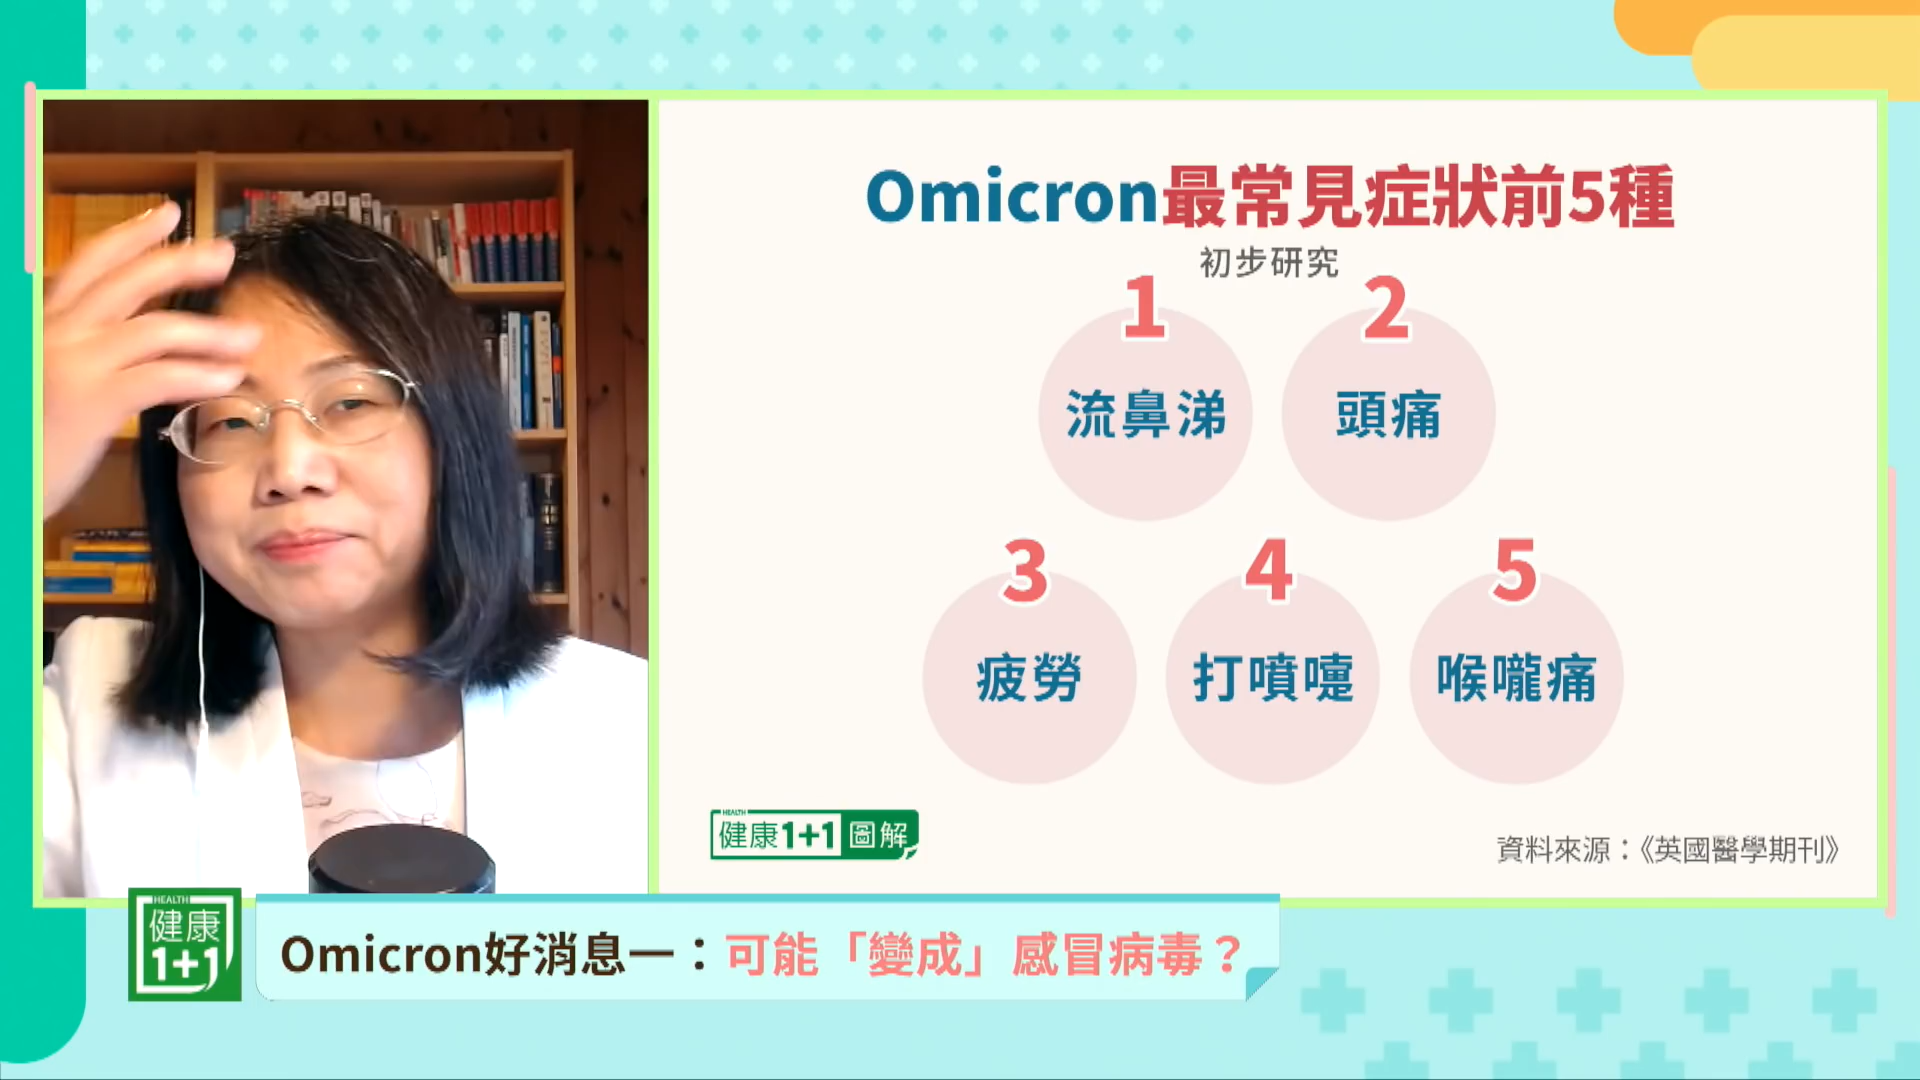 Omicron最常見症狀前5種
初步研究
1
流鼻涕
2
頭痛
3
疲勞
4
打噴嚏
5
喉嚨痛
HEALTH
健康1+1 圖解
資料來源：《英國醫學期刊》
HEALTH
健康
1+1
Omicron好消息一：可能「變成」感冒病毒？